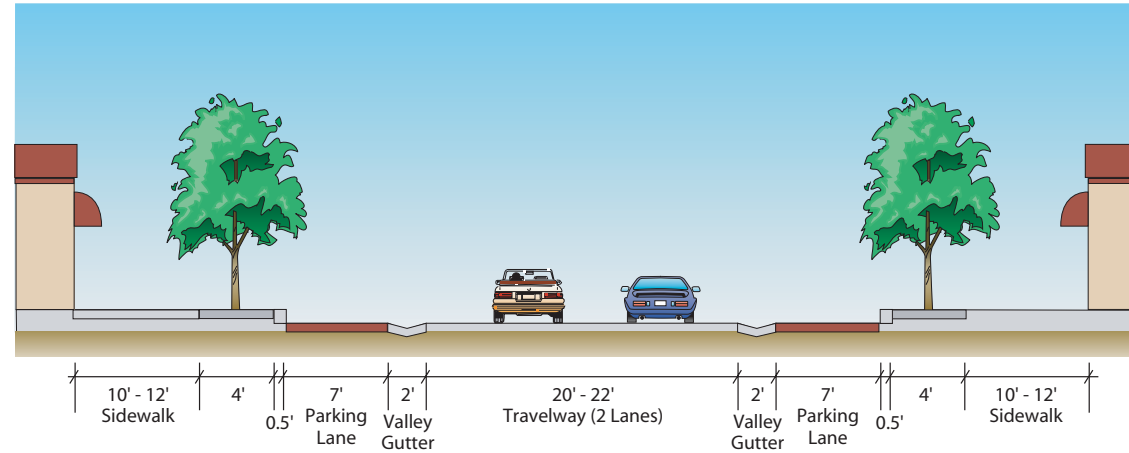 10' - 12'
Sidewalk
4'
0.5'
7'
Parking
Lane
2'
Valley
Gutter
20' - 22'
Travelway (2 Lanes)
2'
Valley
Gutter
7'
Parking
Lane
0.5'
4'
10' - 12'
Sidewalk